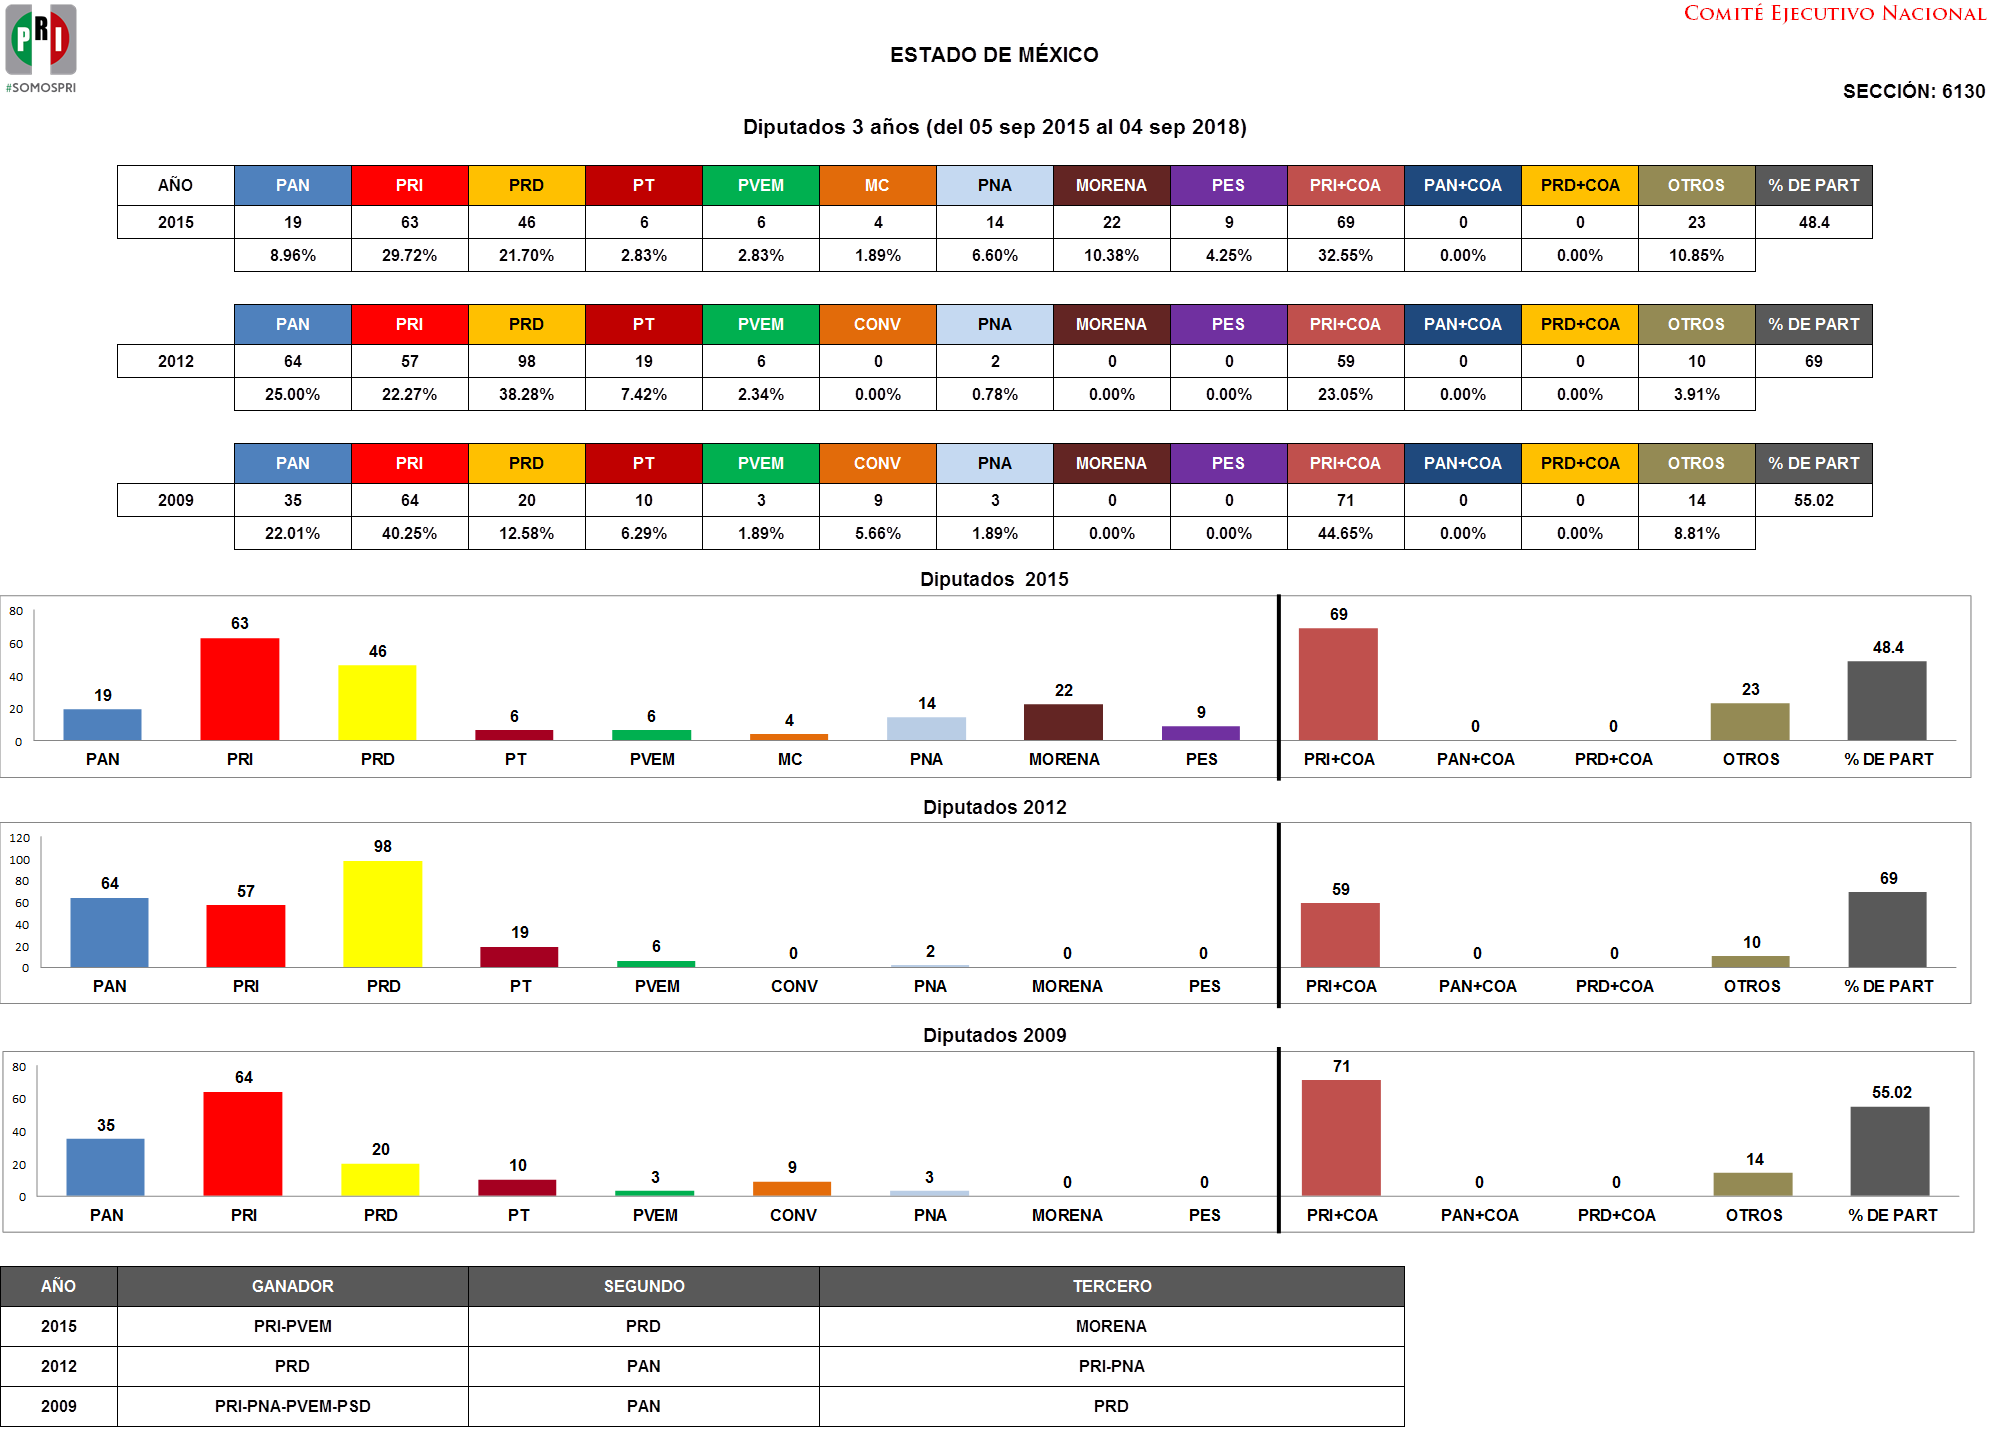 PRI
#SOMOSPRI
COMITÉ EJECUTIVO NACIONAL
ESTADO DE MÉXICO
SECCIÓN: 6130
Diputados 3 años (del 05 sep 2015 al 04 sep 2018)
AÑO PAN PRI PRD PT PVEM MC PNA MORENA PES PRI+COA PAN+COA PRD+COA OTROS % DE PART
2015 19 63 46 6 6 4 14 22 9 69 0 0 23 48.4
8.96% 29.72% 21.70% 2.83% 2.83% 1.89% 6.60% 10.38% 4.25% 32.55% 0.00% 0.00% 10.85%
PAN PRI PRD PT PVEM CONV PNA MORENA PES PRI+COA PAN+COA PRD+COA OTROS % DE PART
2012 64 57 98 19 6 0 2 0 0 59 0 0 10 69
25.00% 22.27% 38.28% 7.42% 2.34% 0.00% 0.78% 0.00% 0.00% 23.05% 0.00% 0.00% 3.91%
PAN PRI PRD PT PVEM CONV PNA MORENA PES PRI+COA PAN+COA PRD+COA OTROS % DE PART
2009 35 64 20 10 3 9 3 0 0 71 0 0 14 55.02
22.01% 40.25% 12.58% 6.29% 1.89% 5.66% 1.89% 0.00% 0.00% 44.65% 0.00% 0.00% 8.81%
Diputados 2015
80
60
40
20
0
19 63 46 6 6 4 14 22 9 69 0 0 23 48.4
PAN PRI PRD PT PVEM MC PNA MORENA PES PRI+COA PAN+COA PRD+COA OTROS % DE PART
Diputados 2012
120
100
80
60
40
20
0
64 57 98 19 6 0 2 0 0 59 0 0 10 69
PAN PRI PRD PT PVEM CONV PNA MORENA PES PRI+COA PAN+COA PRD+COA OTROS % DE PART
Diputados 2009
80
60
40
20
0
35 64 20 10 3 9 3 0 0 71 0 0 14 55.02
PAN PRI PRD PT PVEM CONV PNA MORENA PES PRI+COA PAN+COA PRD+COA OTROS % DE PART
AÑO GANADOR SEGUNDO TERCERO
2015 PRI-PVEM PRD MORENA
2012 PRD PAN PRI-PNA
2009 PRI-PNA-PVEM-PSD PAN PRD